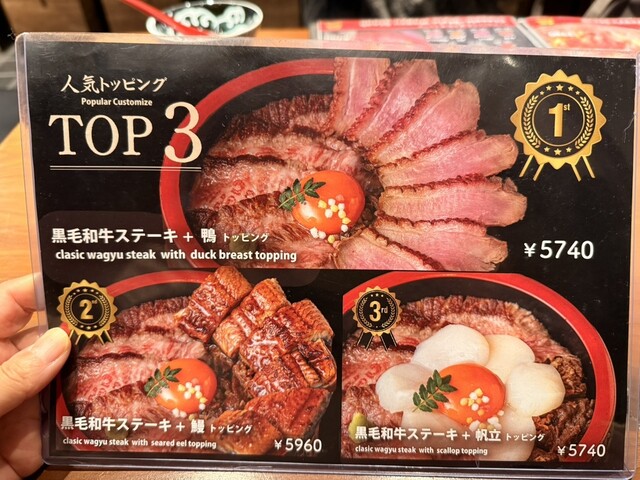 人気トッピング
Popular Customize
TOP 3
1st
黒毛和牛ステーキ + 鴨 トッピング
clasic wagyu steak with duck breast topping
¥5740
2nd
黒毛和牛ステーキ + 鰻 トッピング
clasic wagyu steak with seared eel topping
¥5960
3rd
黒毛和牛ステーキ + 帆立 トッピング
clasic wagyu steak with scallop topping
¥5740